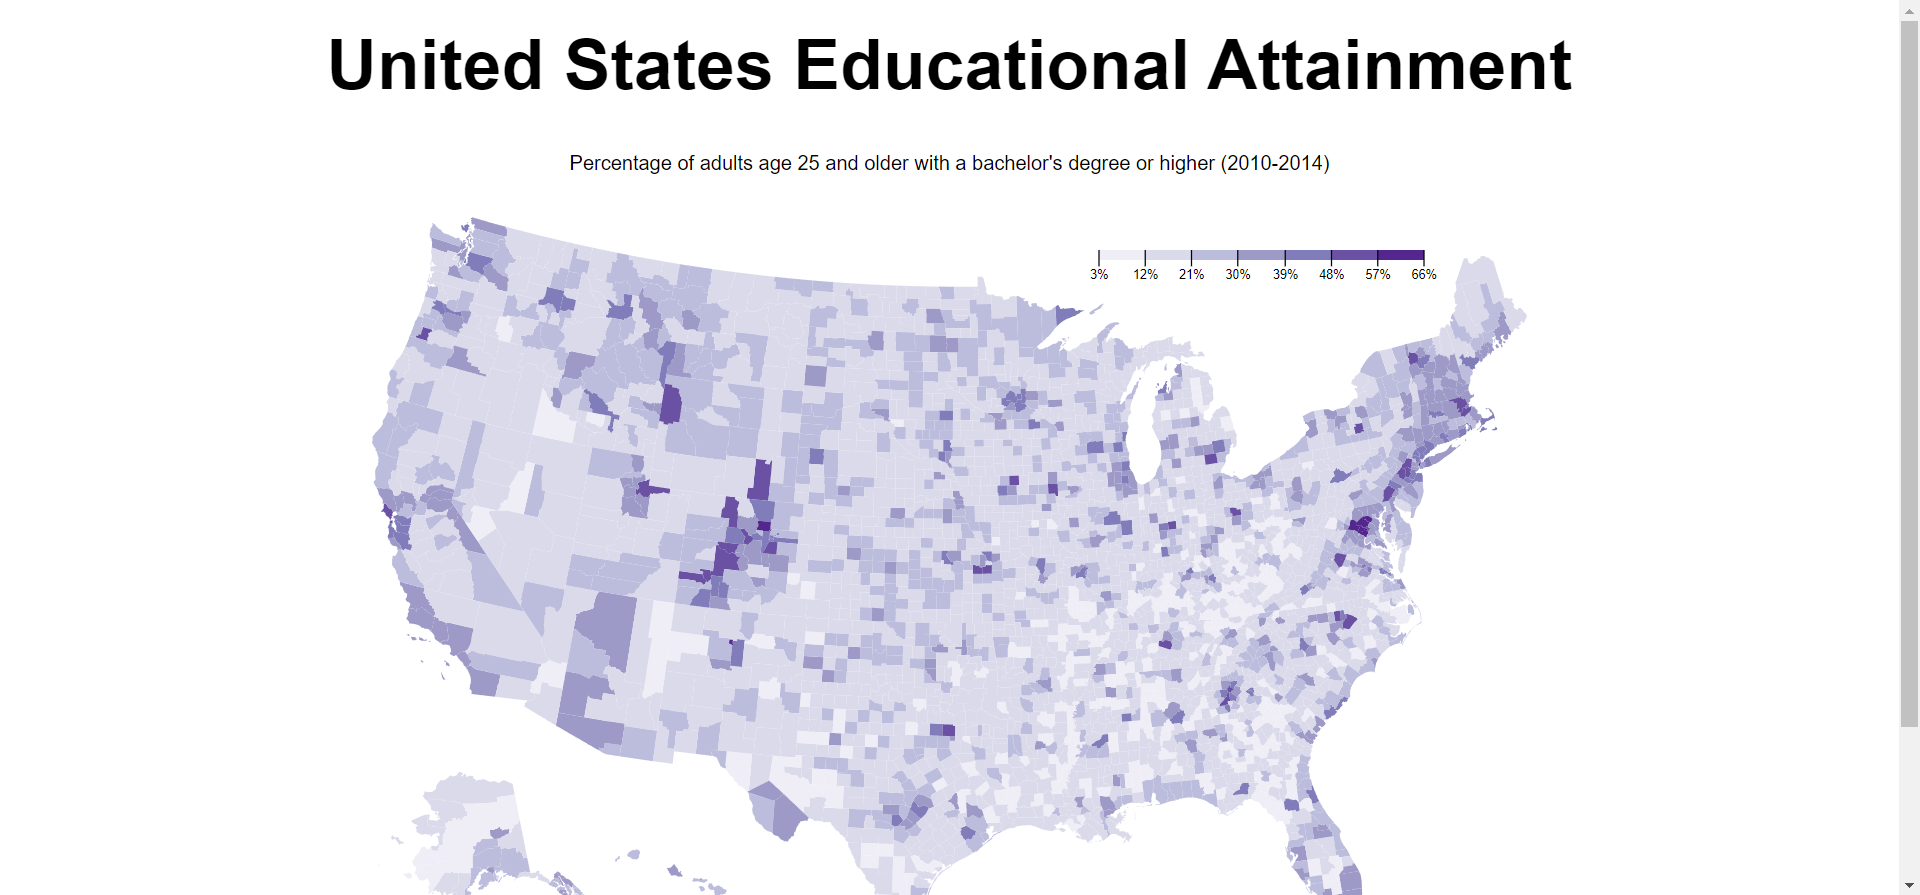 United States Educational Attainment
Percentage of adults age 25 and older with a bachelor's degree or higher (2010-2014)
3% 12% 21% 30% 39% 48% 57% 66%